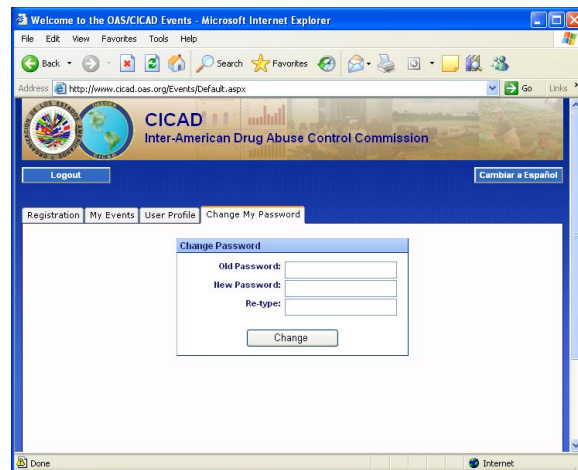 Welcome to the OAS/CICAD Events - Microsoft Internet Explorer
File Edit View Favorites Tools Help
Back Search Favorites
Address http://www.cicad.oas.org/Events/Default.aspx Go Links »
CICAD
Inter-American Drug Abuse Control Commission
Logout Cambiar a Español
Registration My Events User Profile Change My Password
Change Password
Old Password:
New Password:
Re-type:
Change
Done Internet